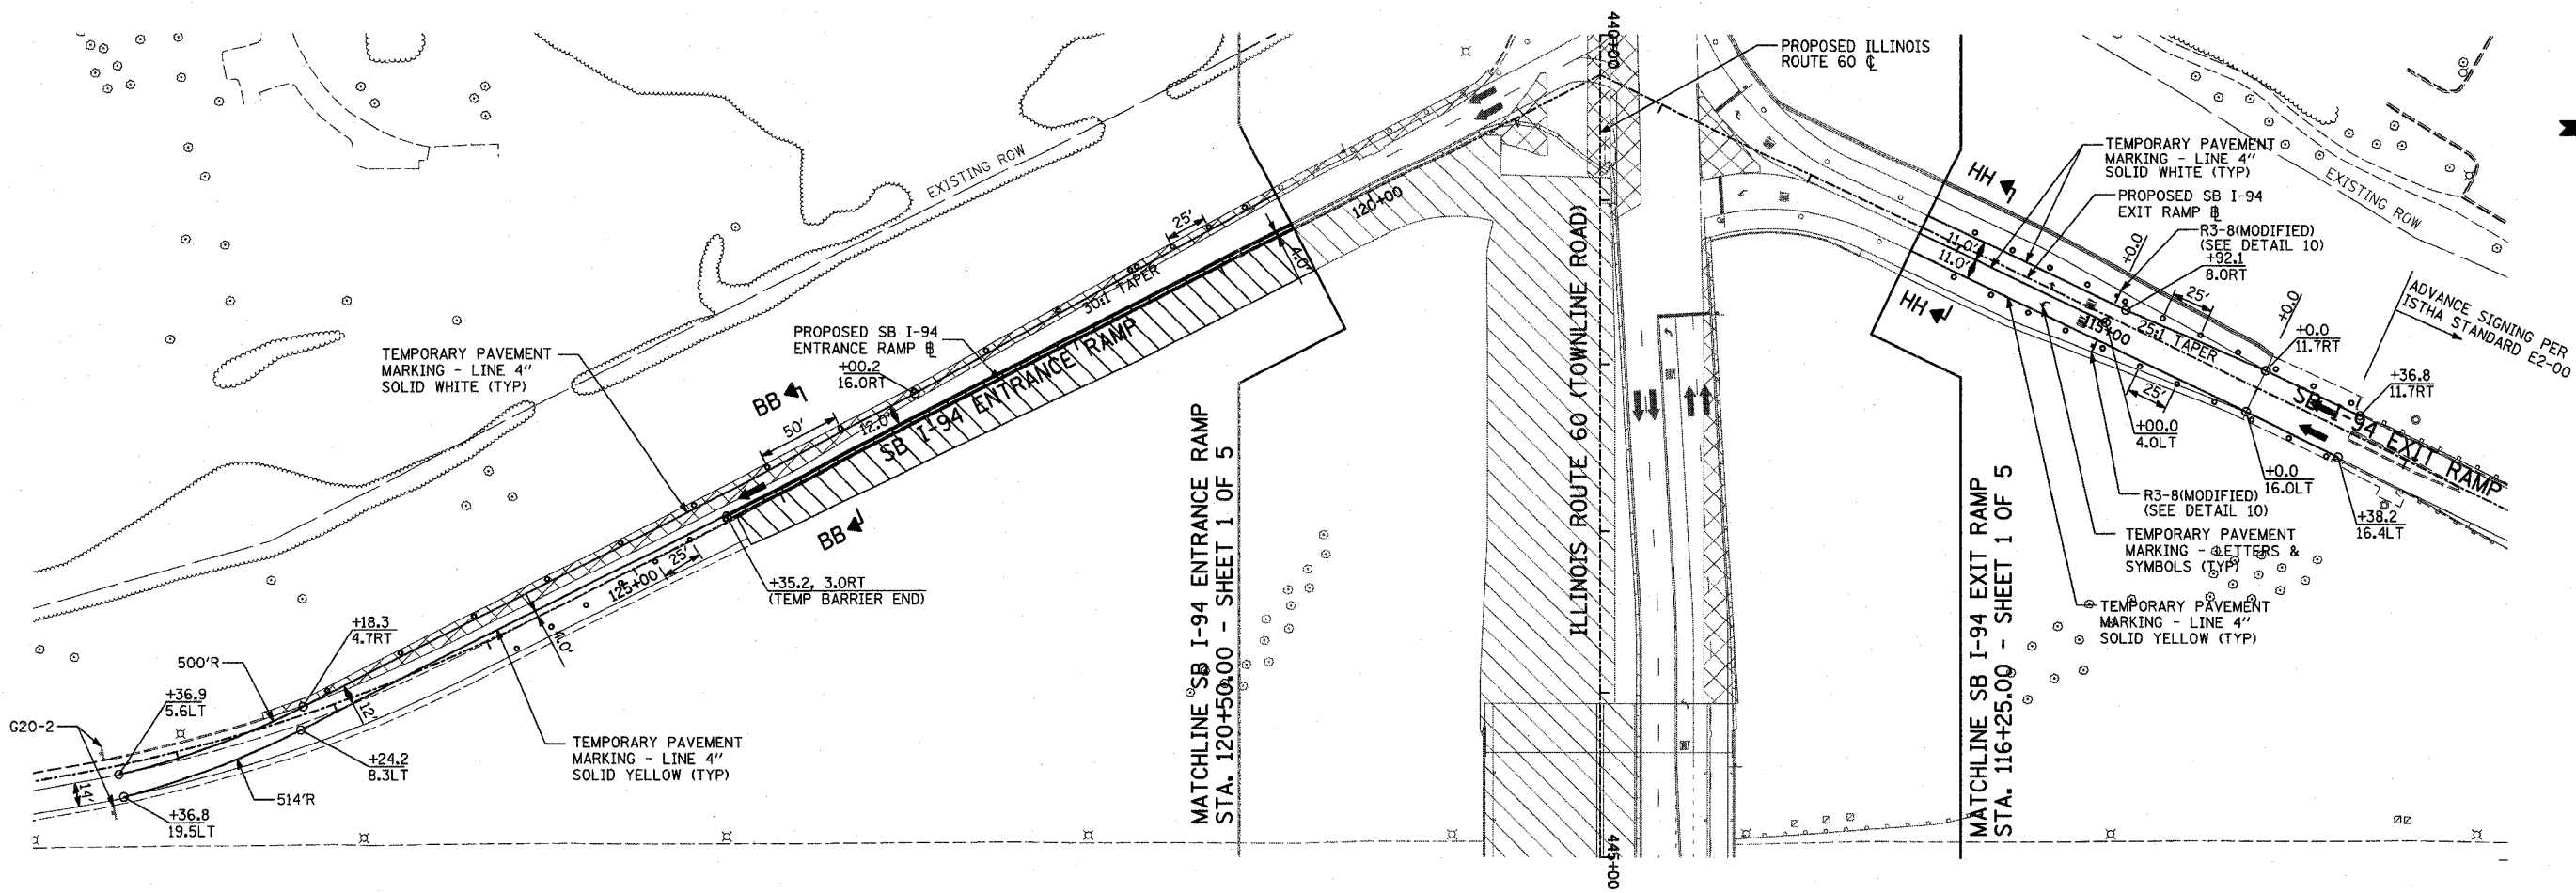 440+00
PROPOSED ILLINOIS
ROUTE 60 ℄
EXISTING ROW
25'
120+00
30:1 TAPER
4.0'
PROPOSED SB I-94
ENTRANCE RAMP
+00.2
16.0RT
TEMPORARY PAVEMENT
MARKING - LINE 4"
SOLID WHITE (TYP)
BB
50'
12.0'
SB I-94 ENTRANCE RAMP
BB
25'
125+00
+35.2, 3.0RT
(TEMP BARRIER END)
4.0'
+18.3
4.7RT
500'R
+36.9
5.6LT
G20-2
12'
+24.2
8.3LT
TEMPORARY PAVEMENT
MARKING - LINE 4"
SOLID YELLOW (TYP)
514'R
14'
+36.8
19.5LT
MATCHLINE SB I-94 ENTRANCE RAMP
STA. 120+50.00 - SHEET 1 OF 5
ILLINOIS ROUTE 60 (TOWNLINE ROAD)
445+00
MATCHLINE SB I-94 EXIT RAMP
STA. 116+25.00 - SHEET 1 OF 5
HH
HH
11.0'
11.0'
TEMPORARY PAVEMENT
MARKING - LINE 4"
SOLID WHITE (TYP)
PROPOSED SB I-94
EXIT RAMP
R3-8(MODIFIED)
(SEE DETAIL 10)
+92.1
8.0RT
+0.0
25'
+0.0
+0.0
11.7RT
EXISTING ROW
ADVANCE SIGNING PER
ISTHA STANDARD E2-00
115+00
25:1 TAPER
+36.8
11.7RT
SB I-94 EXIT RAMP
25'
+00.0
4.0LT
+0.0
16.0LT
+38.2
16.4LT
R3-8(MODIFIED)
(SEE DETAIL 10)
TEMPORARY PAVEMENT
MARKING - LETTERS &
SYMBOLS (TYP)
TEMPORARY PAVEMENT
MARKING - LINE 4"
SOLID YELLOW (TYP)